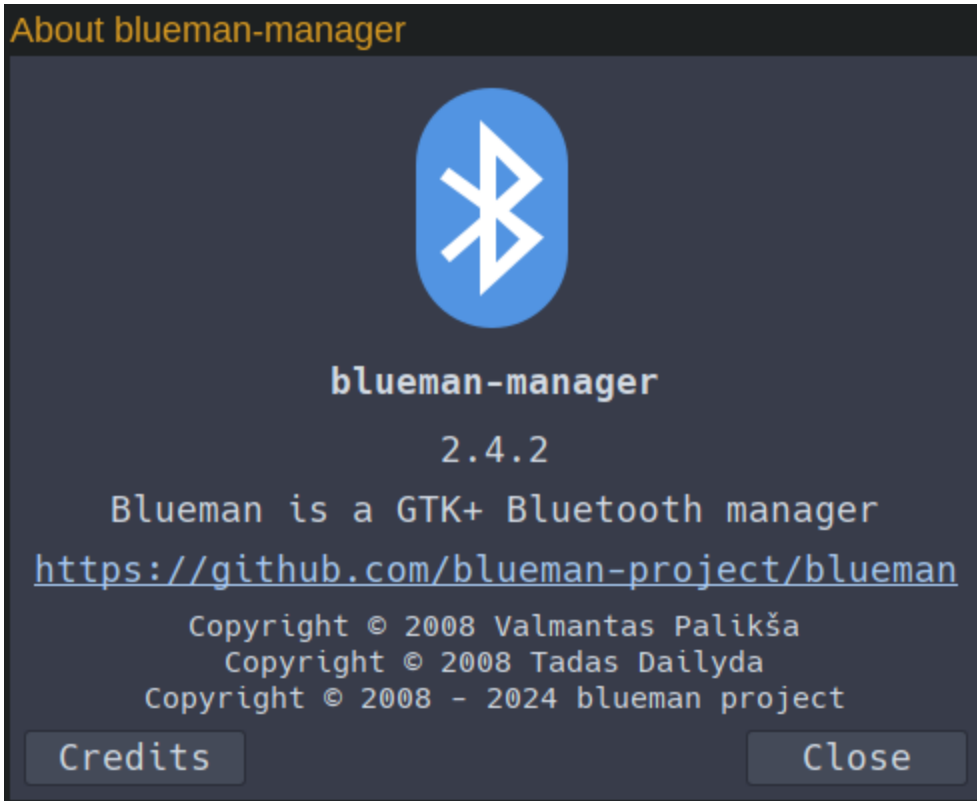 About blueman-manager
blueman-manager
2.4.2
Blueman is a GTK+ Bluetooth manager
https://github.com/blueman-project/blueman
Copyright © 2008 Valmantas Palikša
Copyright © 2008 Tadas Dailyda
Copyright © 2008 - 2024 blueman project
Credits Close